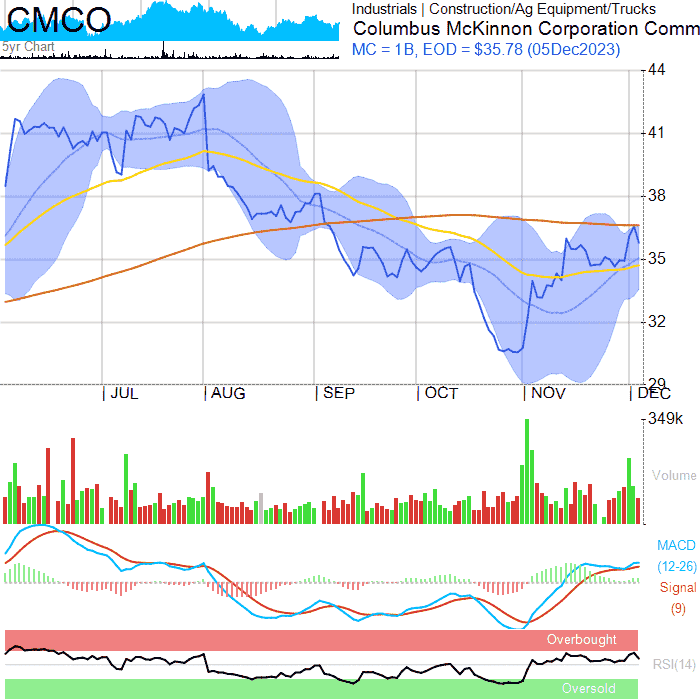 CMCO
Industrials | Construction/Ag Equipment/Trucks
Columbus McKinnon Corporation Comm
5yr Chart
MC = 1B, EOD = $35.78 (05Dec2023)
44
41
38
35
32
29
JUL AUG SEP OCT NOV DEC
349k
Volume
MACD
(12-26)
Signal
(9)
Overbought
RSI(14)
Oversold